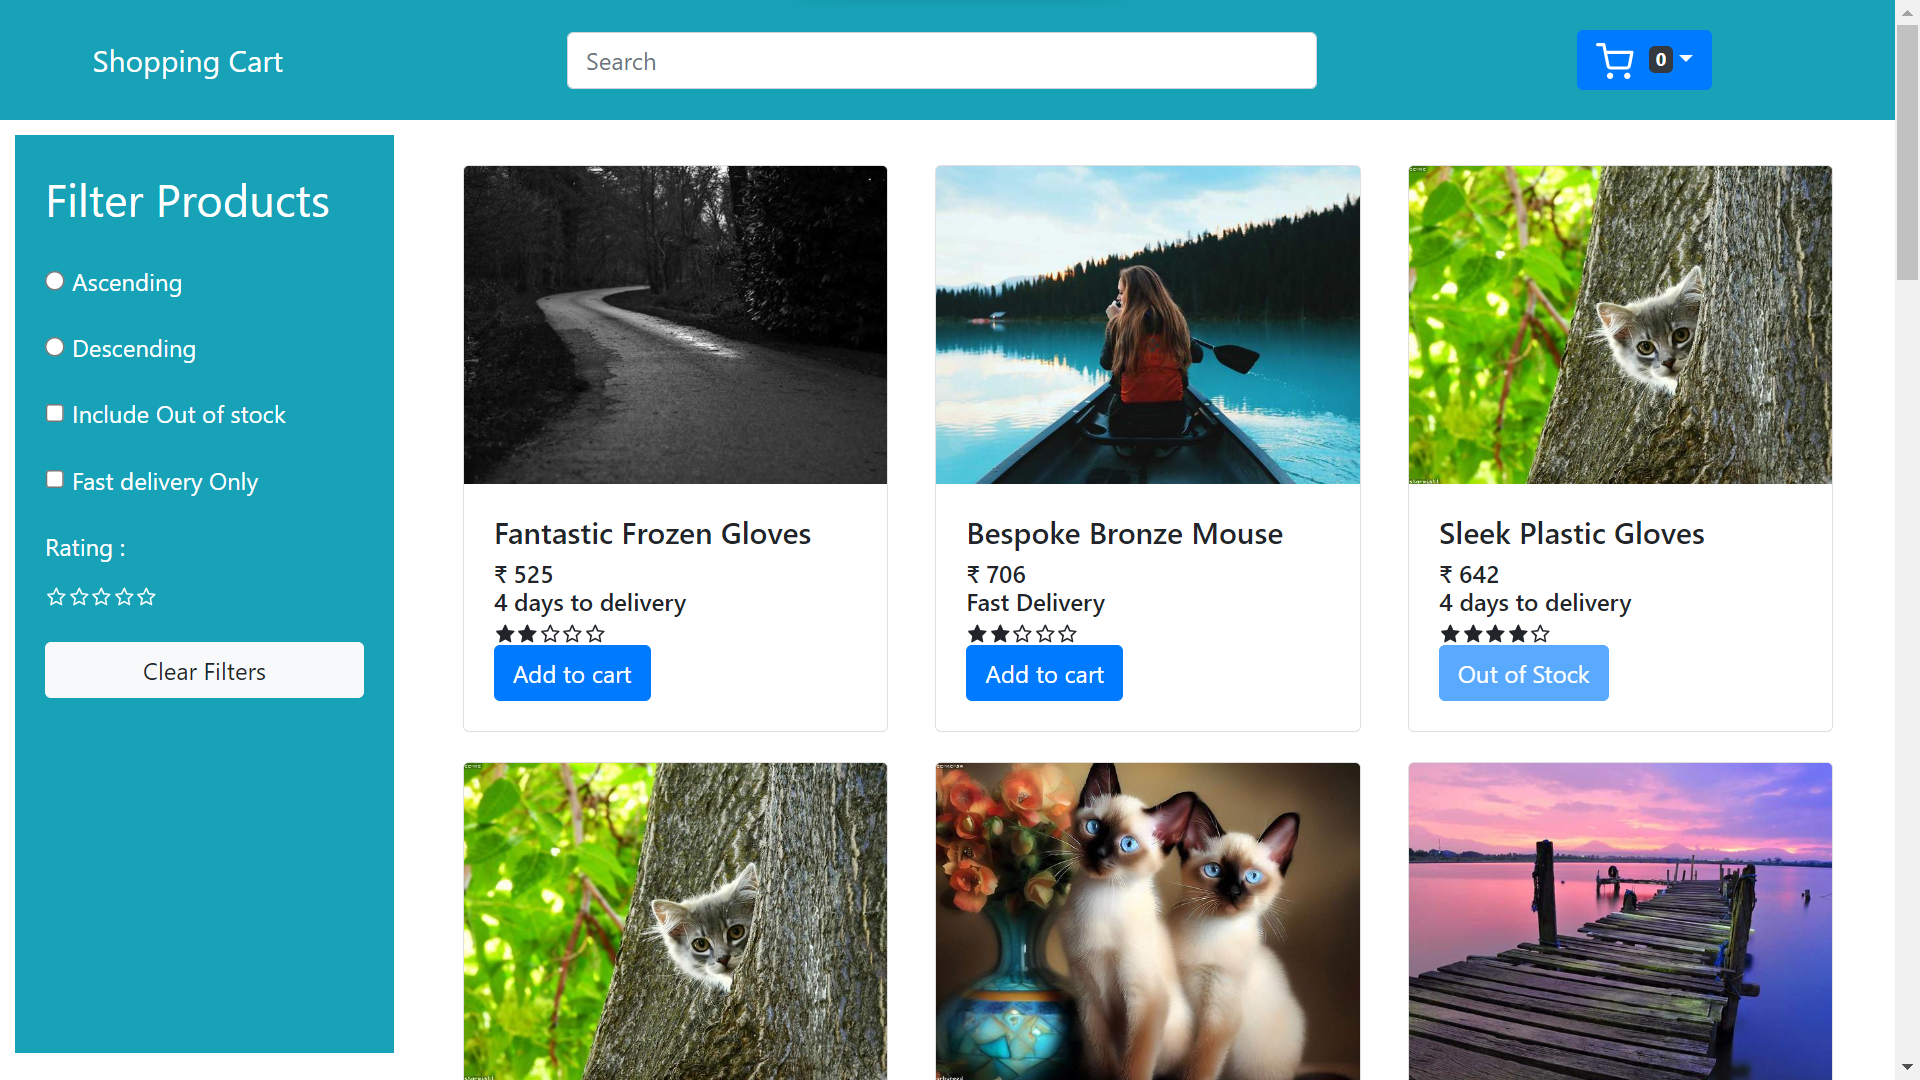 Shopping Cart
Search
0
Filter Products
Ascending
Descending
Include Out of stock
Fast delivery Only
Rating :
Clear Filters
Fantastic Frozen Gloves
₹ 525
4 days to delivery
Add to cart
Bespoke Bronze Mouse
₹ 706
Fast Delivery
Add to cart
Sleek Plastic Gloves
₹ 642
4 days to delivery
Out of Stock